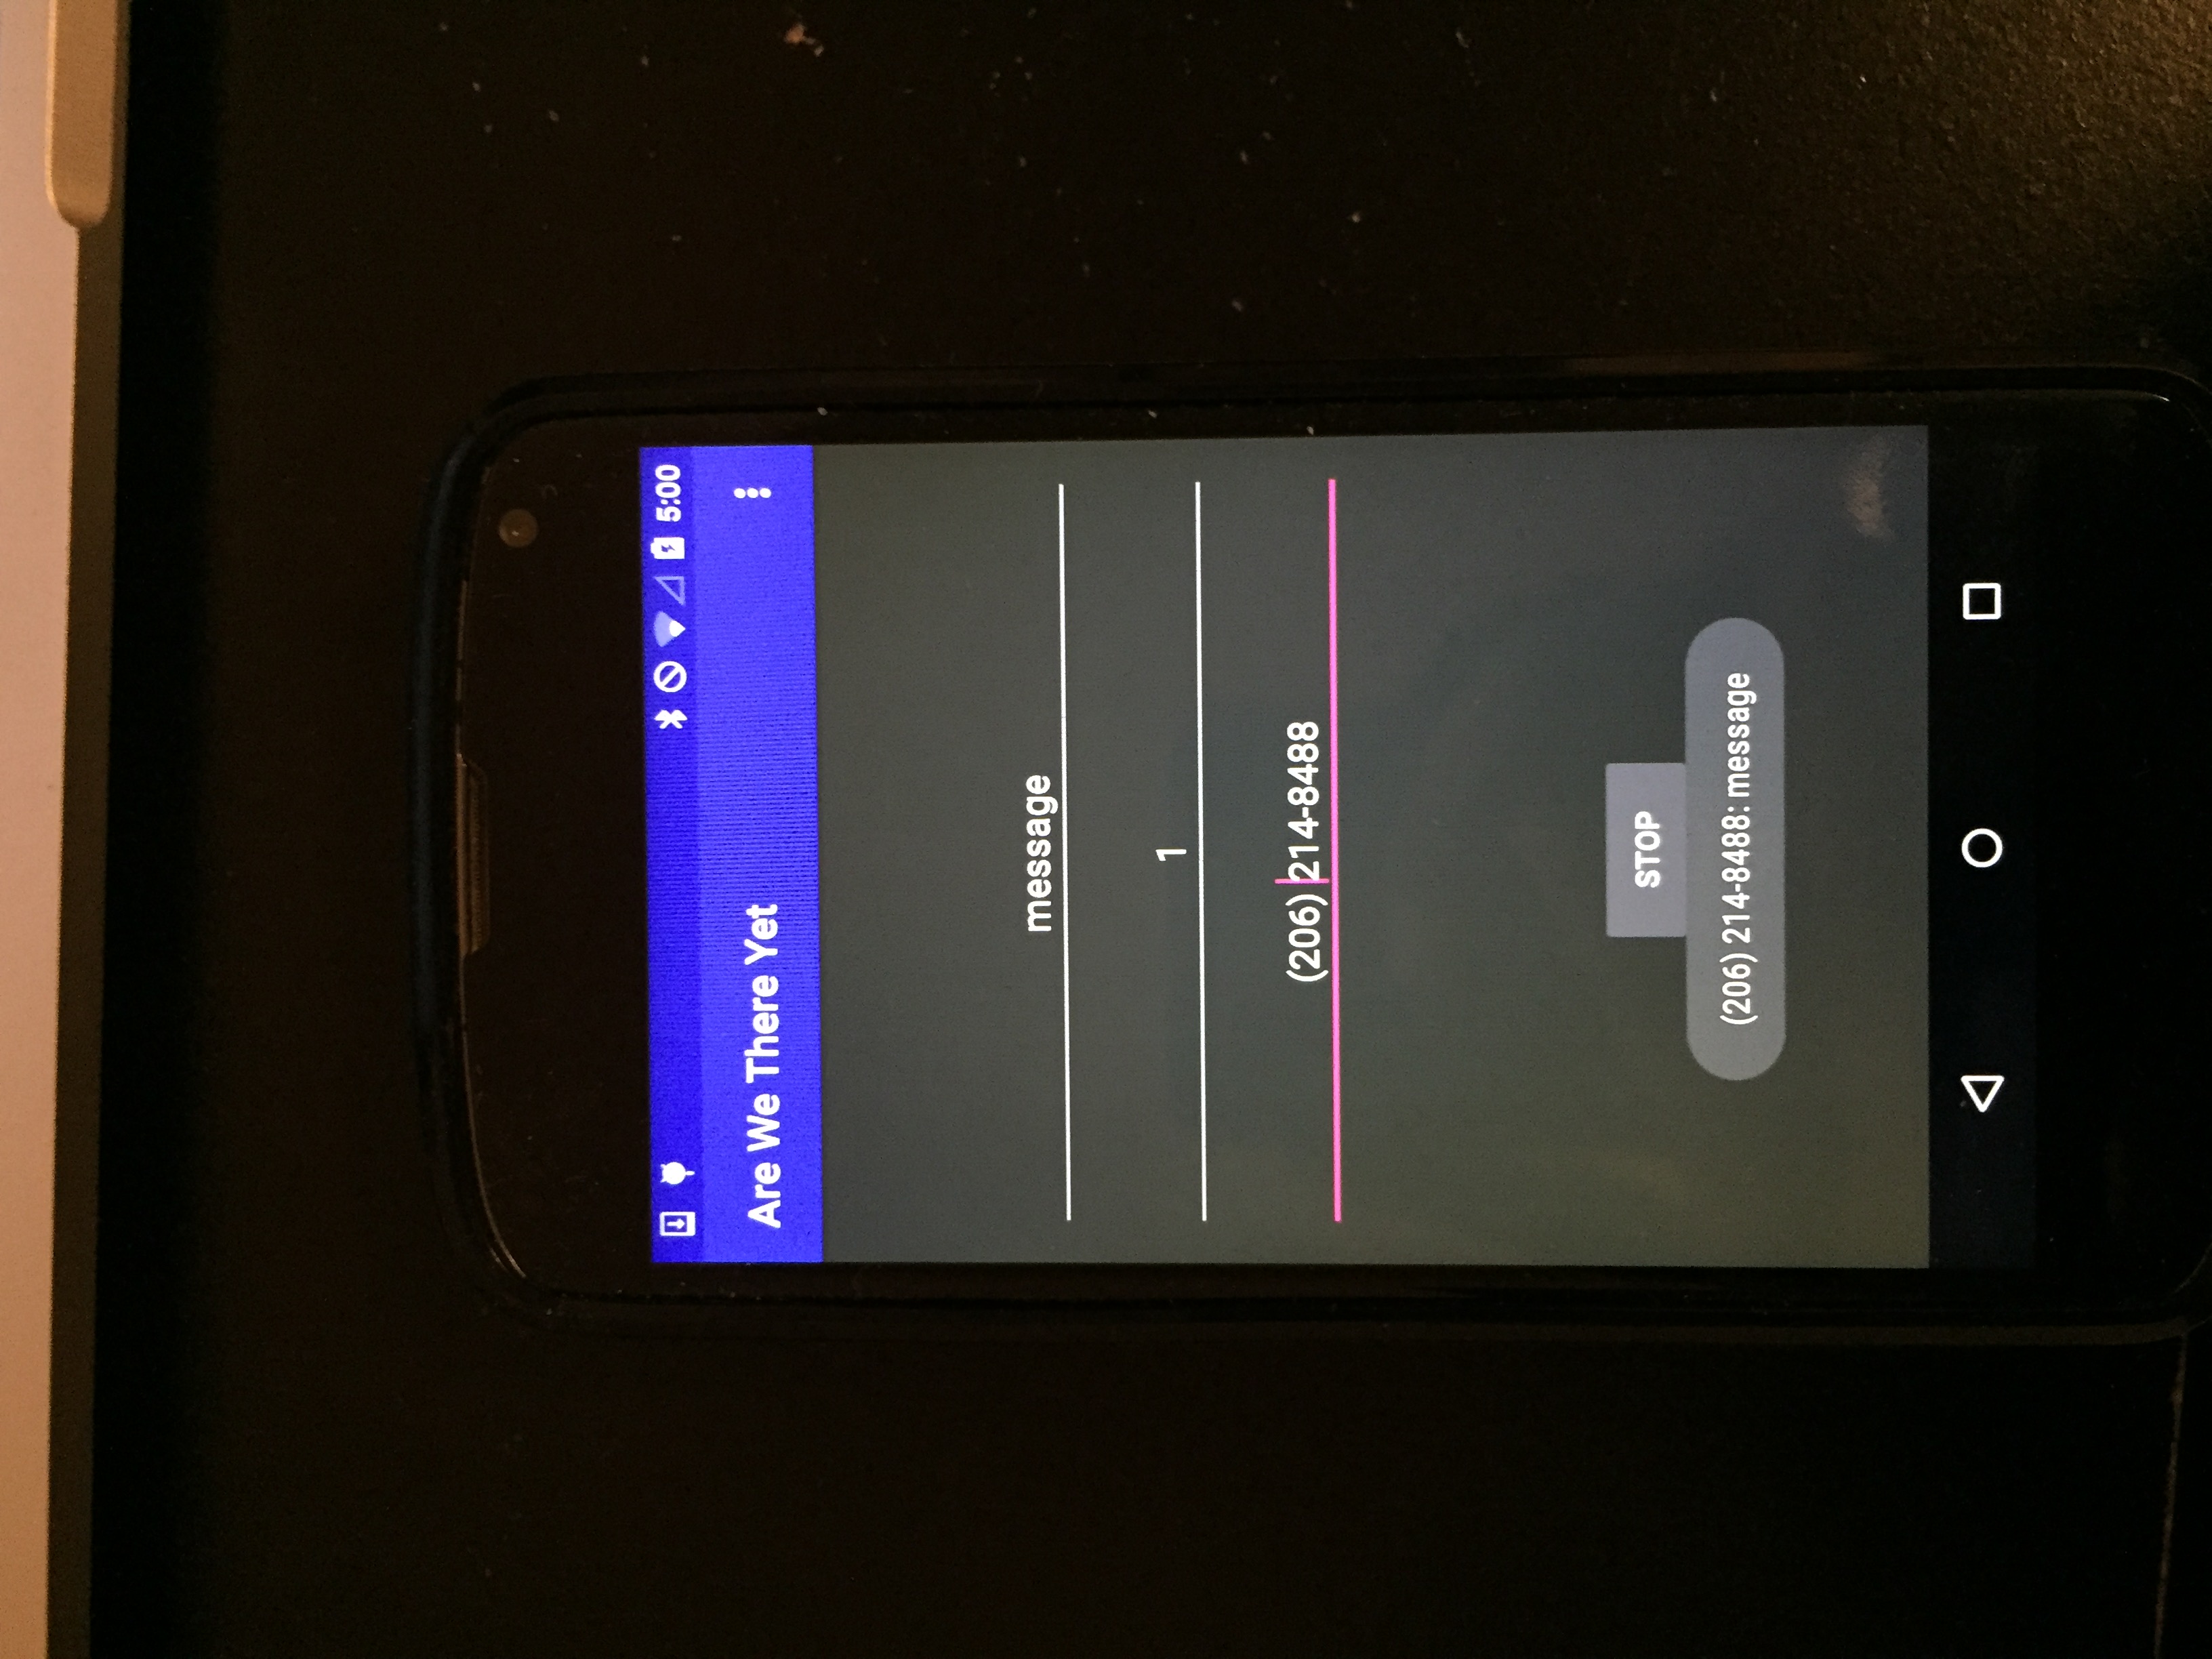 5:00
Are We There Yet
message
1
(206) 214-8488
STOP
(206) 214-8488: message